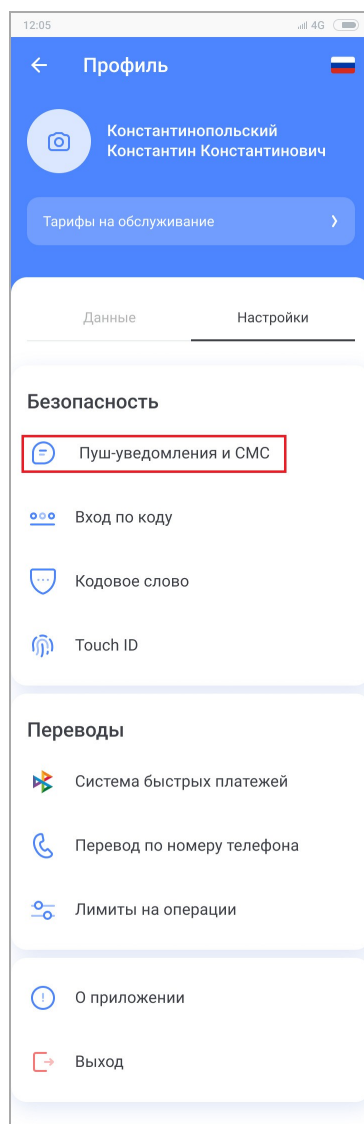 12:05
4G
Профиль
Константинопольский
Константин Константинович
Тарифы на обслуживание
Данные
Настройки
Безопасность
Пуш-уведомления и СМС
Вход по коду
Кодовое слово
Touch ID
Переводы
Система быстрых платежей
Перевод по номеру телефона
Лимиты на операции
О приложении
Выход